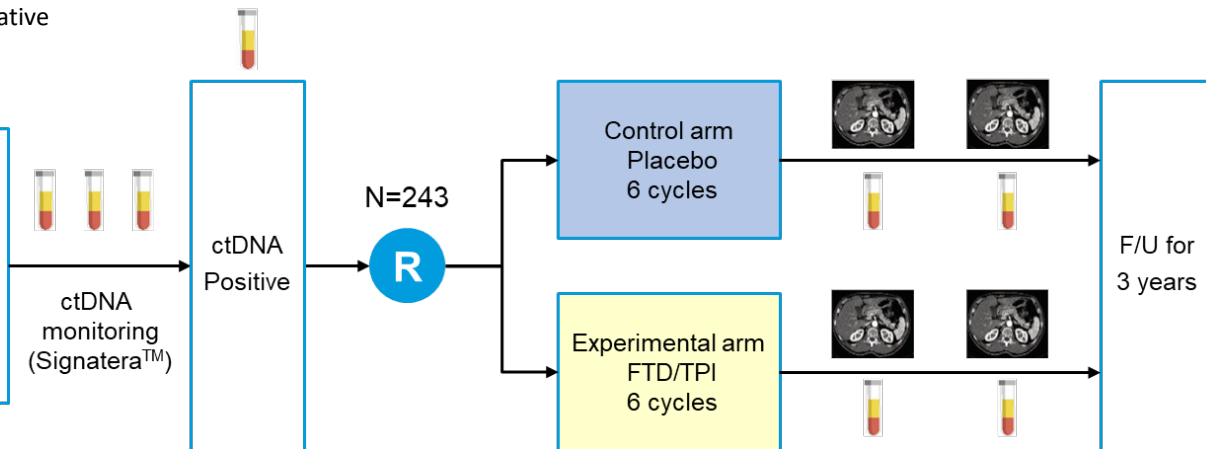 ctDNA
monitoring
(Signatera™)
ctDNA
Positive
N=243
R
Control arm
Placebo
6 cycles
Experimental arm
FTD/TPI
6 cycles
F/U for
3 years